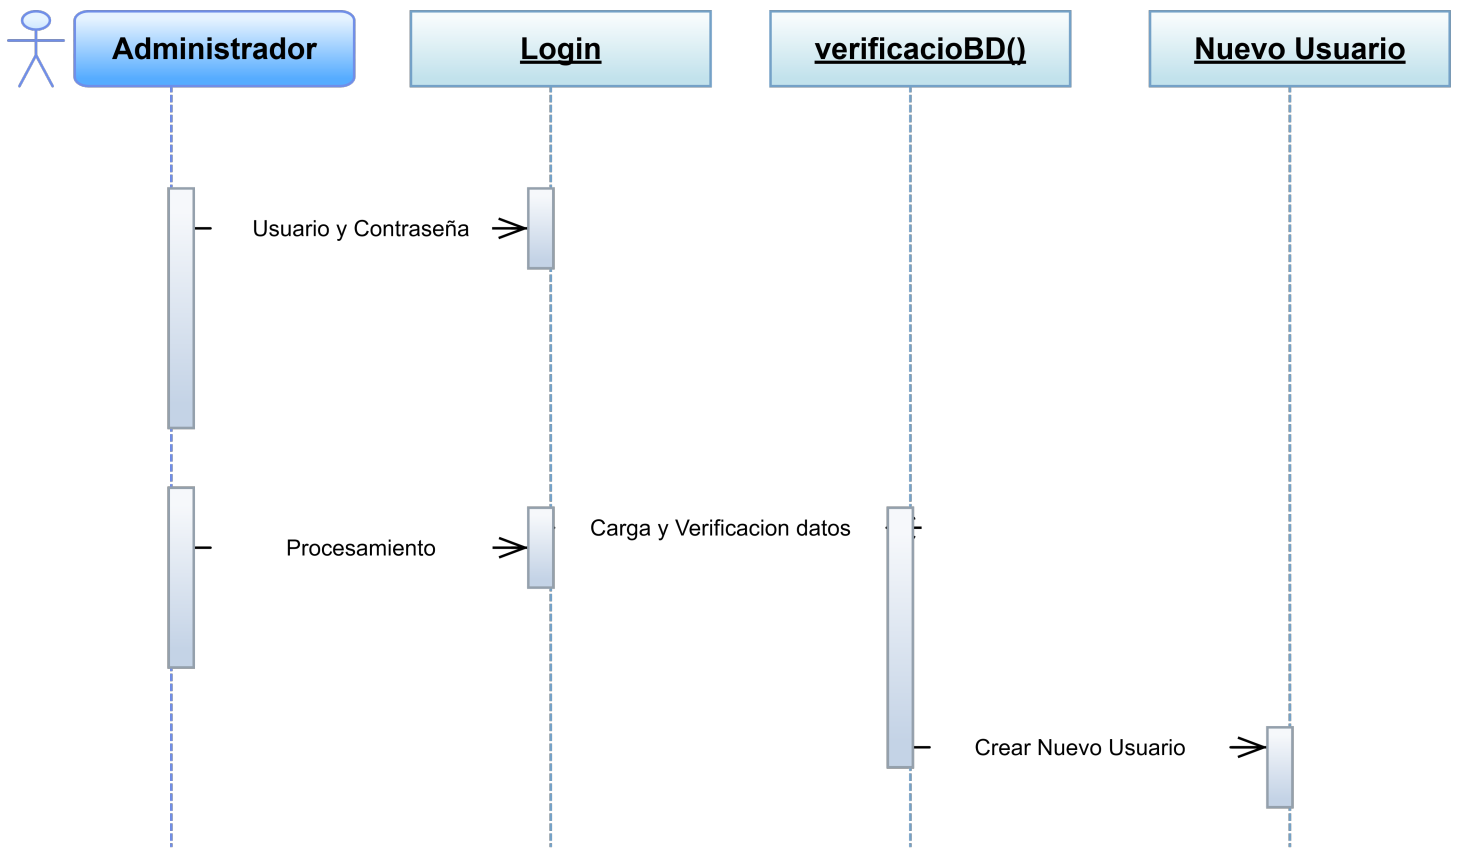 Administrador
Login
verificacioBD()
Nuevo Usuario
Usuario y Contraseña
Carga y Verificacion datos
Procesamiento
Crear Nuevo Usuario